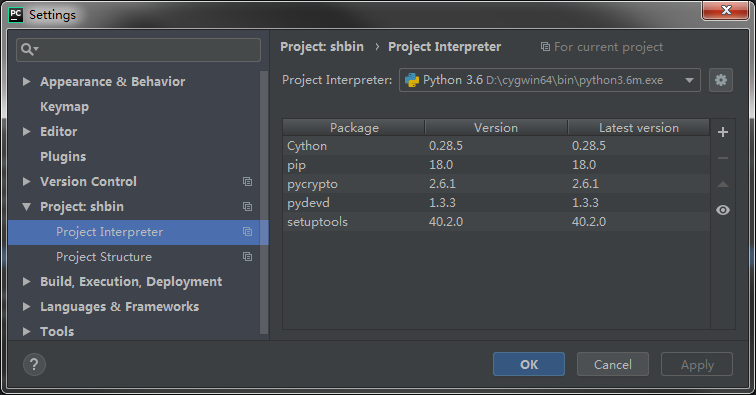 PC Settings
Appearance & Behavior
Keymap
Editor
Plugins
Version Control
Project: shbin
Project Interpreter
Project Structure
Build, Execution, Deployment
Languages & Frameworks
Tools
Project: shbin › Project Interpreter For current project
Project Interpreter: Python 3.6 D:\cygwin64\bin\python3.6m.exe
Package Version Latest version
Cython 0.28.5 0.28.5
pip 18.0 18.0
pycrypto 2.6.1 2.6.1
pydevd 1.3.3 1.3.3
setuptools 40.2.0 40.2.0
? OK Cancel Apply